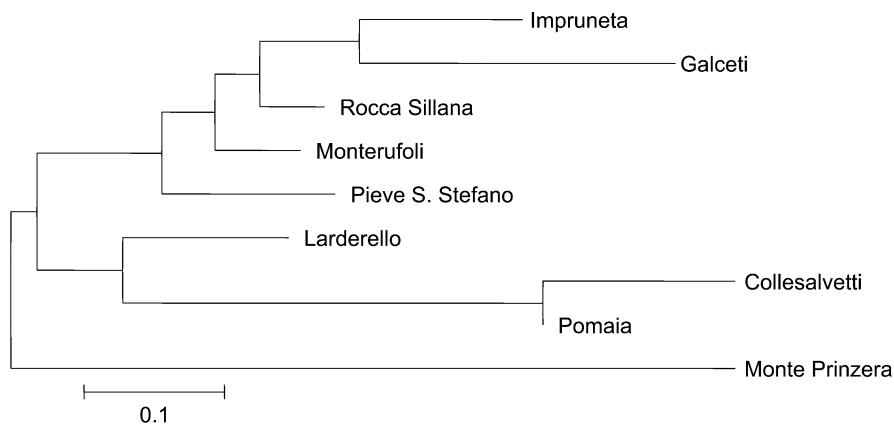 Impruneta
Galceti
Rocca Sillana
Monterufoli
Pieve S. Stefano
Larderello
Collesalvetti
Pomaia
Monte Prinzera
0.1